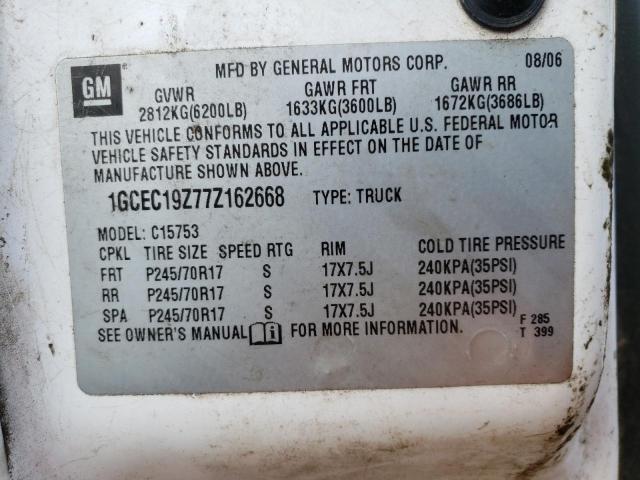 MFD BY GENERAL MOTORS CORP. 08/06
GM
GVWR GAWR FRT GAWR RR
2812KG(6200LB) 1633KG(3600LB) 1672KG(3686LB)
THIS VEHICLE CONFORMS TO ALL APPLICABLE U.S. FEDERAL MOTOR
VEHICLE SAFETY STANDARDS IN EFFECT ON THE DATE OF
MANUFACTURE SHOWN ABOVE.
1GCEC19Z77Z162668 TYPE: TRUCK
MODEL: C15753
CPKL TIRE SIZE SPEED RTG RIM COLD TIRE PRESSURE
FRT P245/70R17 S 17X7.5J 240KPA(35PSI)
RR P245/70R17 S 17X7.5J 240KPA(35PSI)
SPA P245/70R17 S 17X7.5J 240KPA(35PSI)
SEE OWNER'S MANUAL i FOR MORE INFORMATION. F 285
T 399